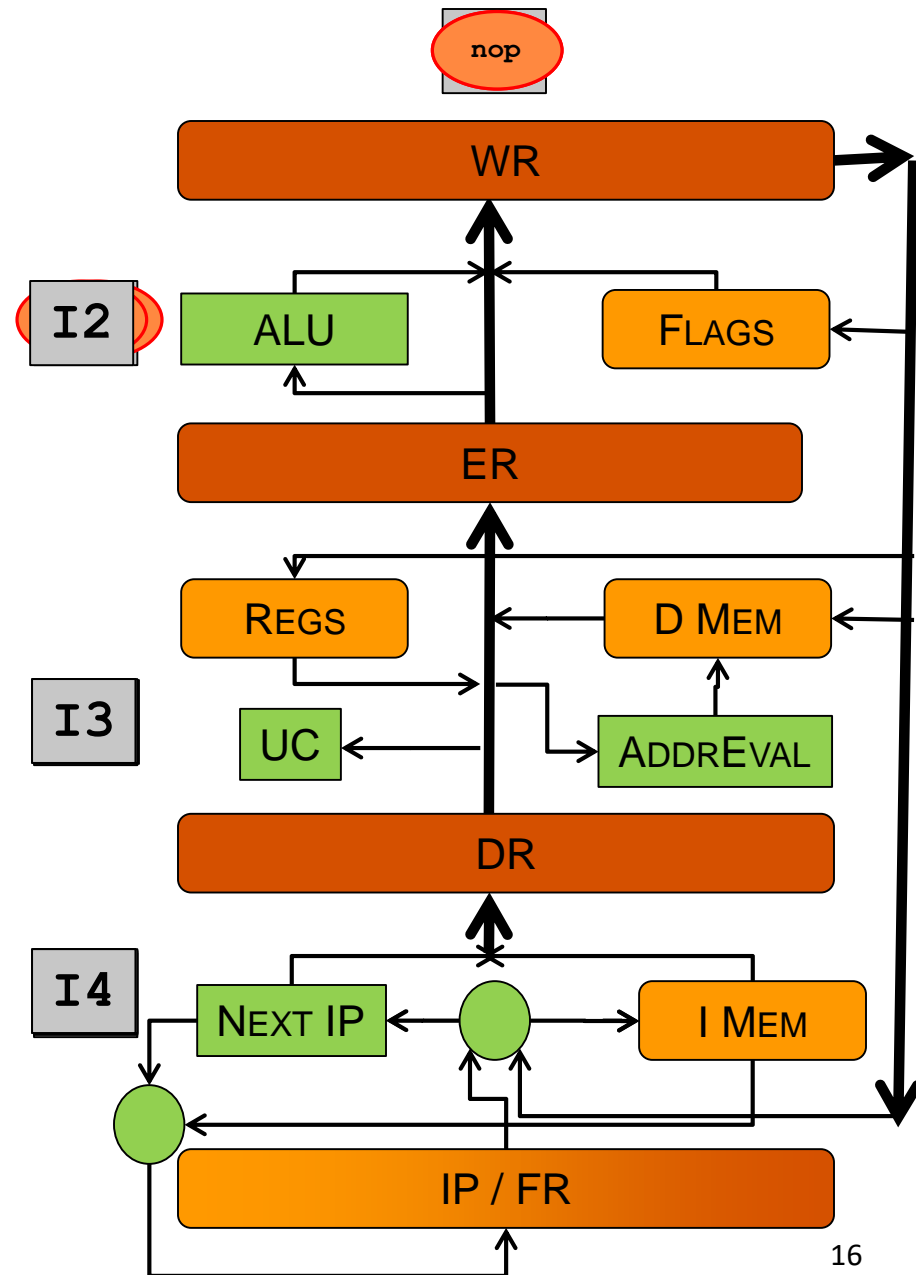 nop
WR
I2
ALU
FLAGS
ER
REGS
D MEM
I3
UC
ADDREVAL
DR
I4
NEXT IP
I MEM
IP / FR
16